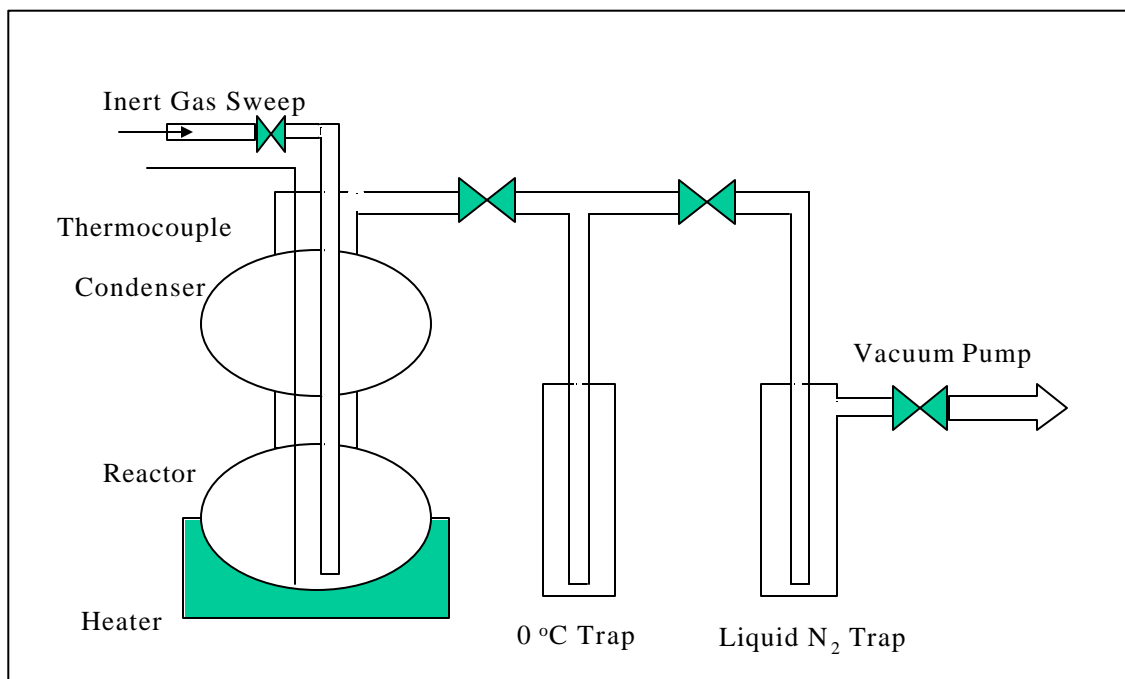 Inert Gas Sweep
Thermocouple
Condenser
Vacuum Pump
Reactor
Heater
0 °C Trap
Liquid N₂ Trap